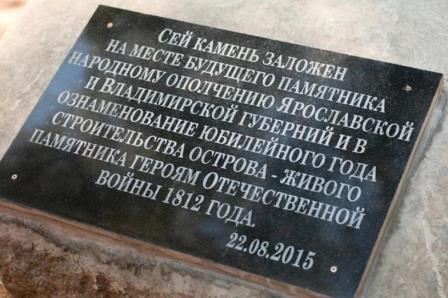 Сей камень заложен
на месте будущего памятника
народному ополчению Ярославской
и Владимирской губерний и в
ознаменование юбилейного года
строительства острова - живого
памятника героям Отечественной
войны 1812 года.
22.08.2015